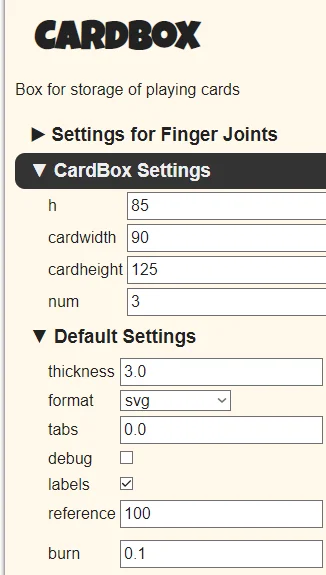 CARDBOX
Box for storage of playing cards
▶ Settings for Finger Joints
▼ CardBox Settings
h 85
cardwidth 90
cardheight 125
num 3
▼ Default Settings
thickness 3.0
format svg
tabs 0.0
debug
labels
reference 100
burn 0.1